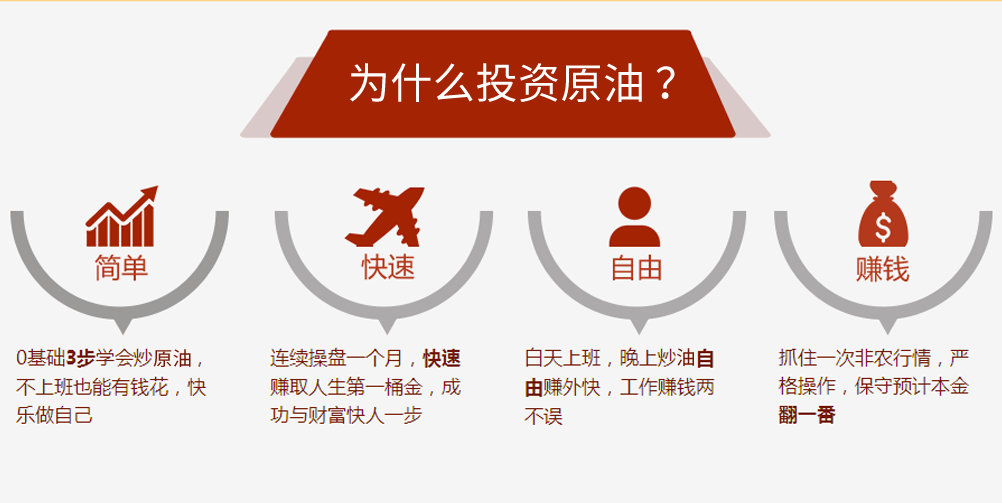 为什么投资原油？
简单
快速
自由
赚钱
$
0基础3步学会炒原油，
不上班也能有钱花，快
乐做自己
连续操盘一个月，快速
赚取人生第一桶金，成
功与财富快人一步
白天上班，晚上炒油自
由赚外快，工作赚钱两
不误
抓住一次非农行情，严
格操作，保守预计本金
翻一番